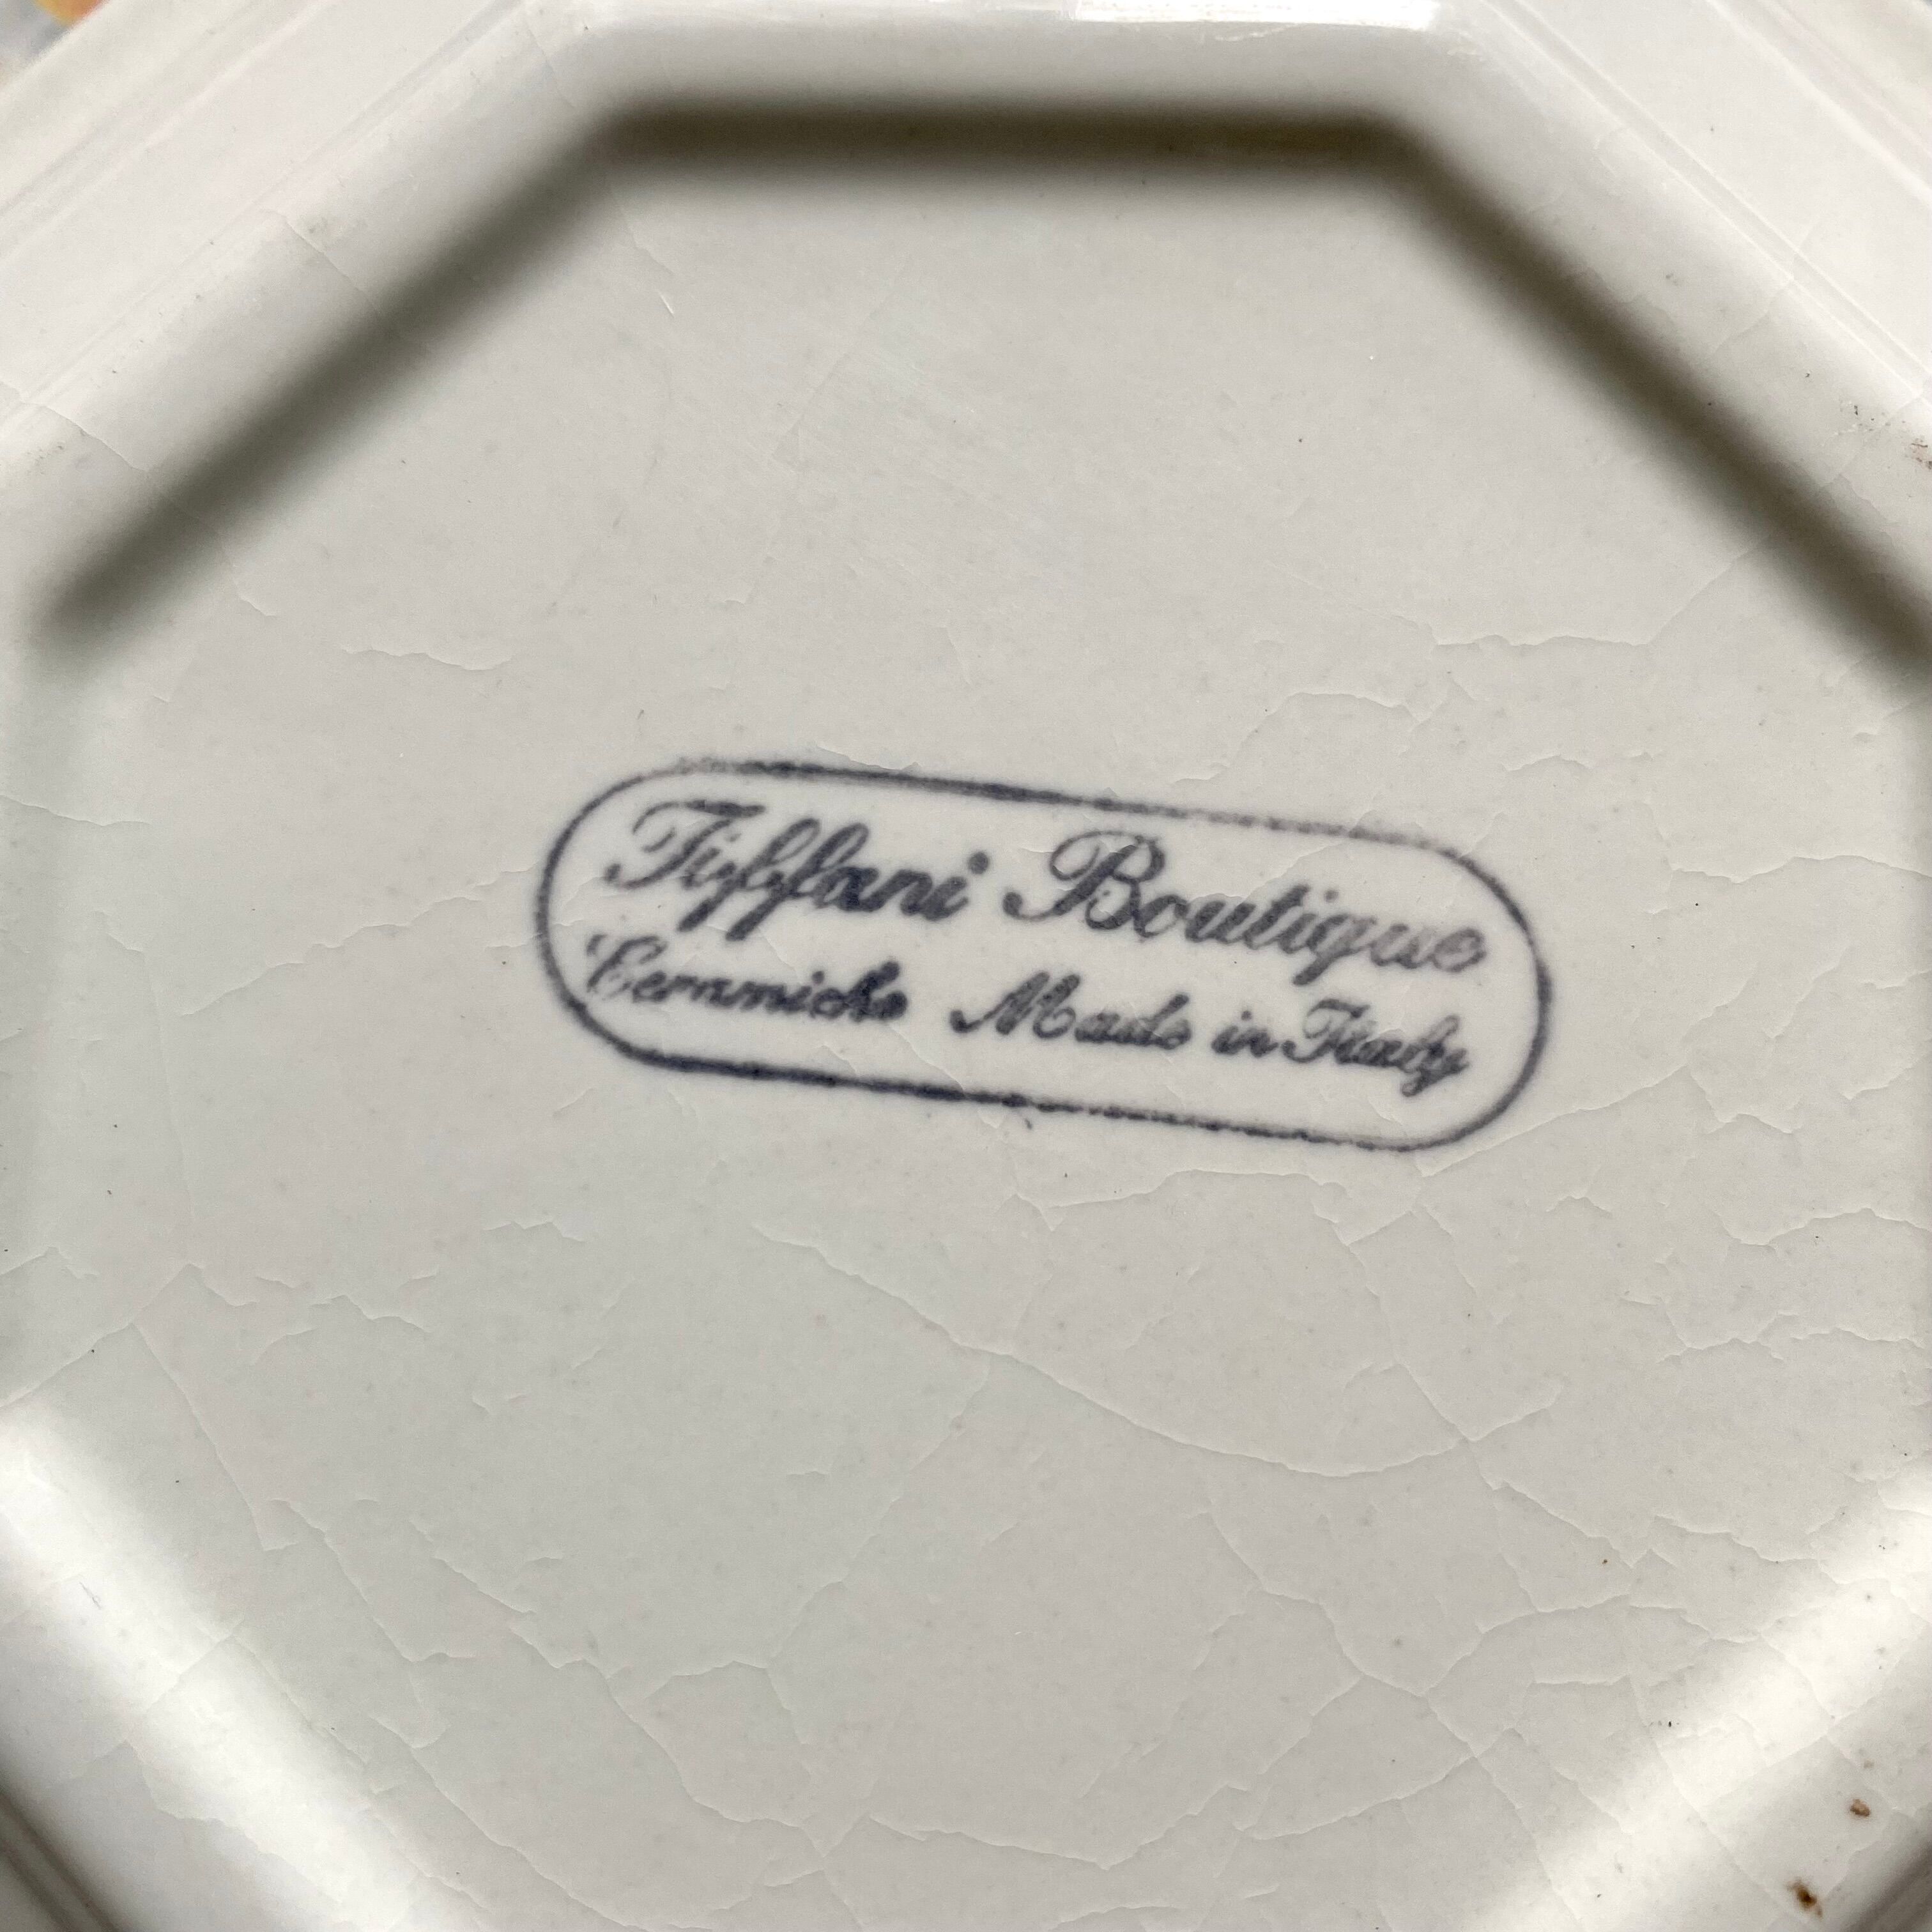 Tiffani Boutique
Ceramiche Made in Italy